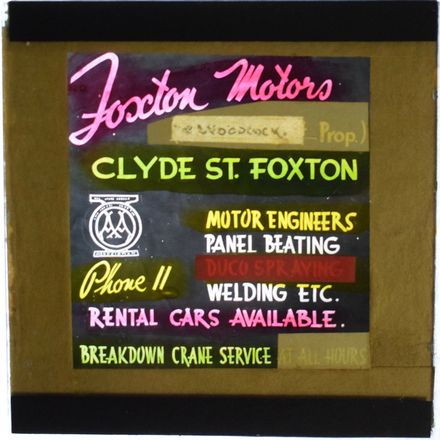 Foxton Motors
WOODCOCK. Prop.)
CLYDE ST. FOXTON
MOTOR ENGINEERS
PANEL BEATING
DUCO SPRAYING
Phone 11
WELDING ETC.
RENTAL CARS AVAILABLE.
BREAKDOWN CRANE SERVICE AT ALL HOURS